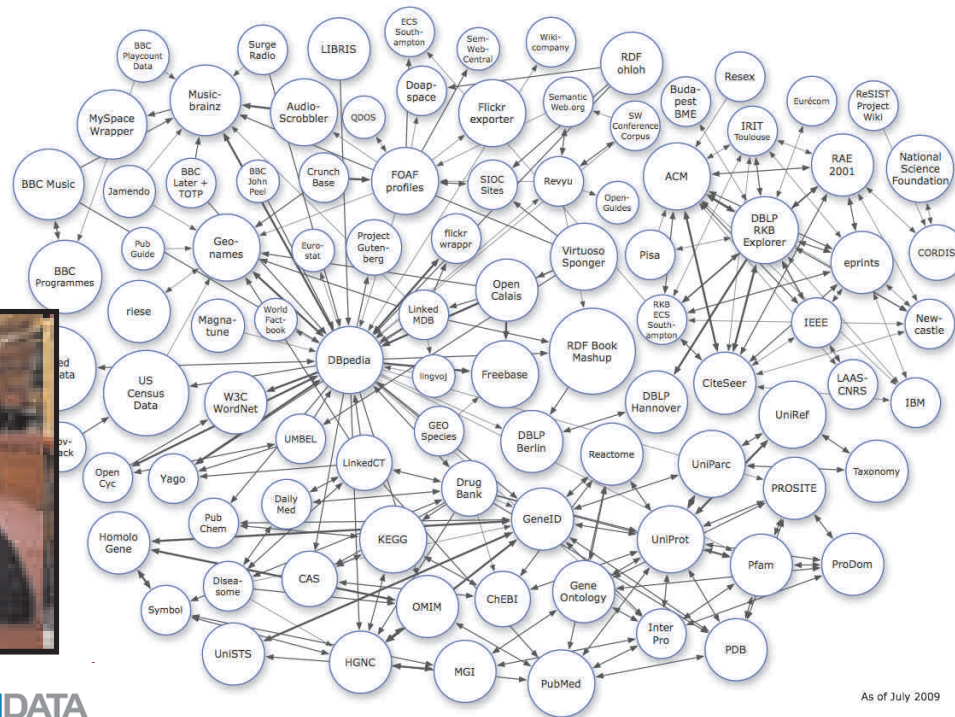 BBC
Playcount
Data
Surge
Radio
LIBRIS
ECS
South-
ampton
Sem-
Web-
Central
Wiki-
company
RDF
ohloh
Resex
Music-
brainz
MySpace
Wrapper
Audio-
Scrobbler
QDOS
Doap-
space
Flickr
exporter
Semantic
Web.org
SW
Conference
Corpus
Buda-
pest
BME
IRIT
Toulouse
Eurécom
ReSIST
Project
Wiki
BBC Music
Jamendo
BBC
Later +
TOTP
BBC
John
Peel
Crunch
Base
FOAF
profiles
SIOC
Sites
Revyu
Open-
Guides
ACM
RAE
2001
National
Science
Foundation
DBLP
RKB
Explorer
BBC
Programmes
Pub
Guide
Geo-
names
Euro-
stat
Project
Guten-
berg
flickr
wrappr
Virtuoso
Sponger
Pisa
eprints
CORDIS
riese
Magna-
tune
World
Fact-
book
Linked
MDB
Open
Calais
RKB
ECS
South-
ampton
IEEE
New-
castle
DBpedia
lingvoj
Freebase
RDF Book
Mashup
CiteSeer
LAAS-
CNRS
IBM
ed
ata
US
Census
Data
W3C
WordNet
UMBEL
GEO
Species
DBLP
Berlin
DBLP
Hannover
UniRef
ov-
ack
Open
Cyc
Yago
LinkedCT
Reactome
UniParc
Taxonomy
PROSITE
Daily
Med
Drug
Bank
Pub
Chem
Homolo
Gene
KEGG
GeneID
UniProt
Pfam
ProDom
CAS
Disea-
some
ChEBI
Gene
Ontology
Symbol
OMIM
Inter
Pro
UniSTS
HGNC
MGI
PubMed
PDB
DATA
As of July 2009